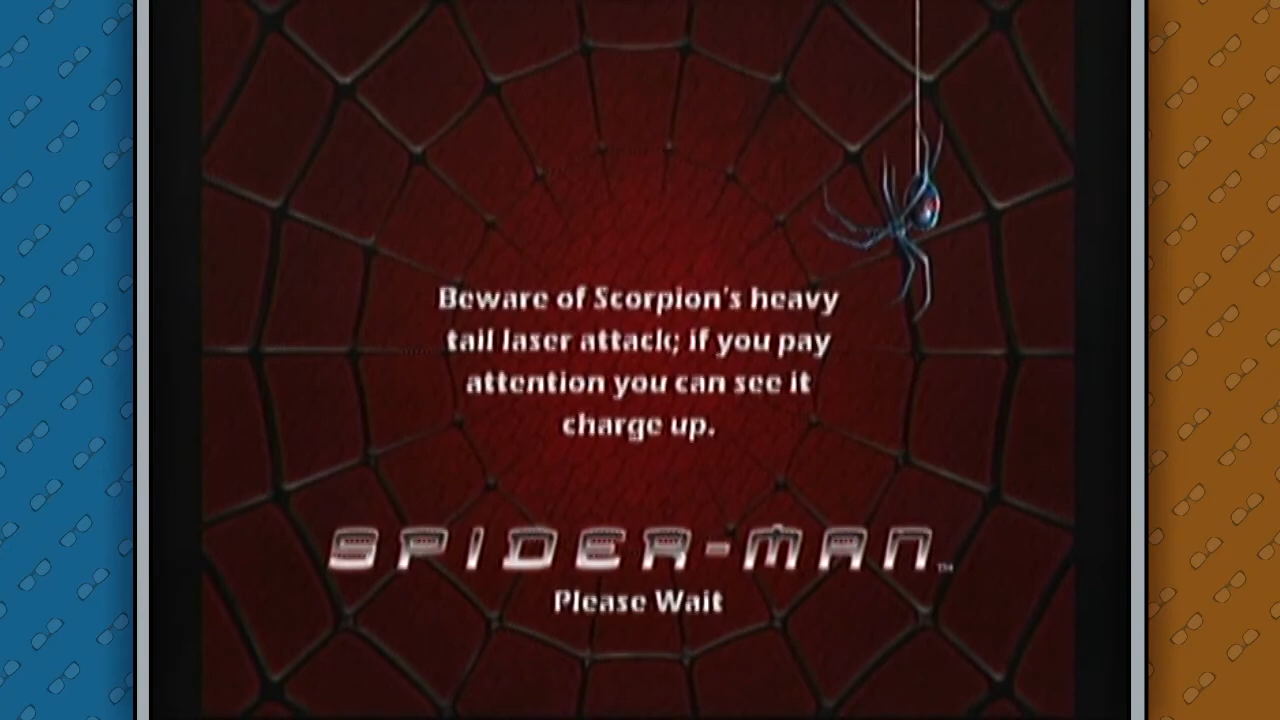 Beware of Scorpion's heavy
tail laser attack; if you pay
attention you can see it
charge up.
SPIDER-MAN™
Please Wait